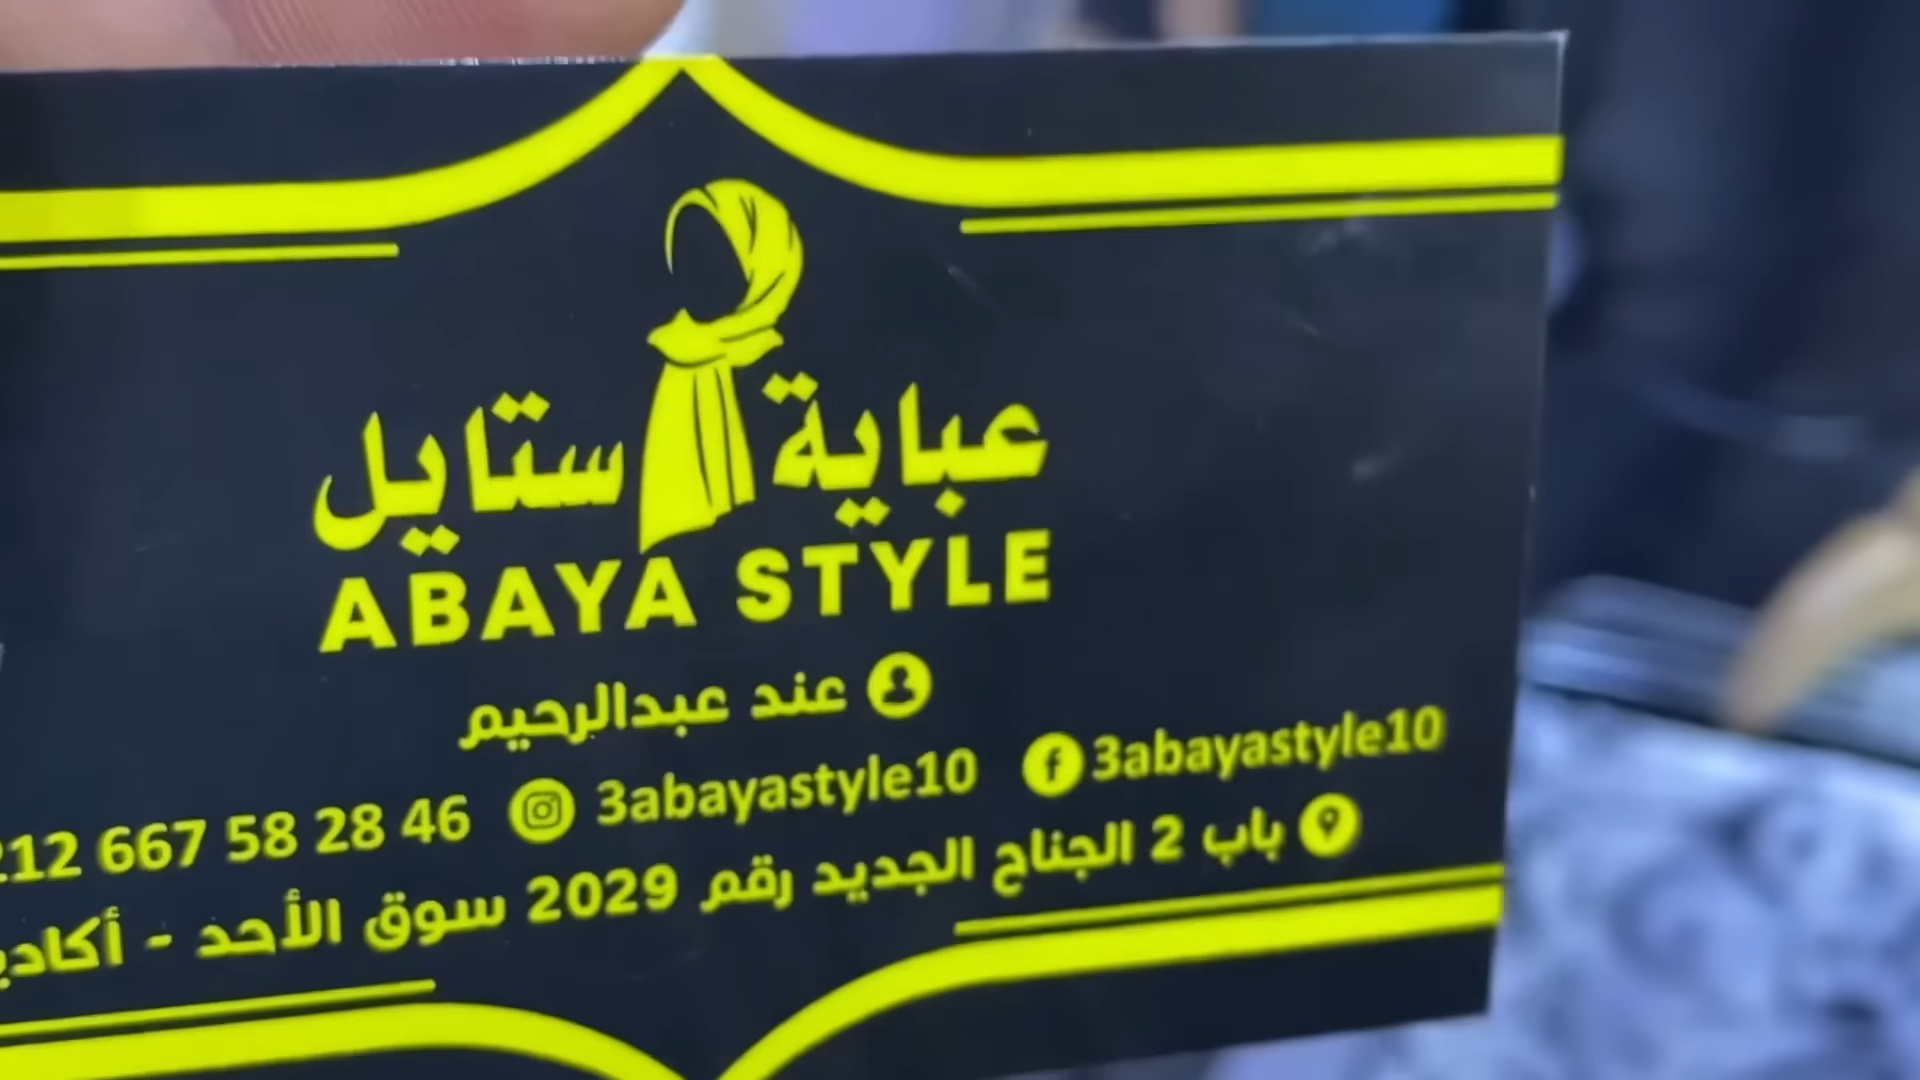 عباية ستايل
ABAYA STYLE
عند عبدالرحيم
212 667 58 28 46 3abayastyle10 3abayastyle10
باب 2 الجناح الجديد رقم 2029 سوق الأحد -